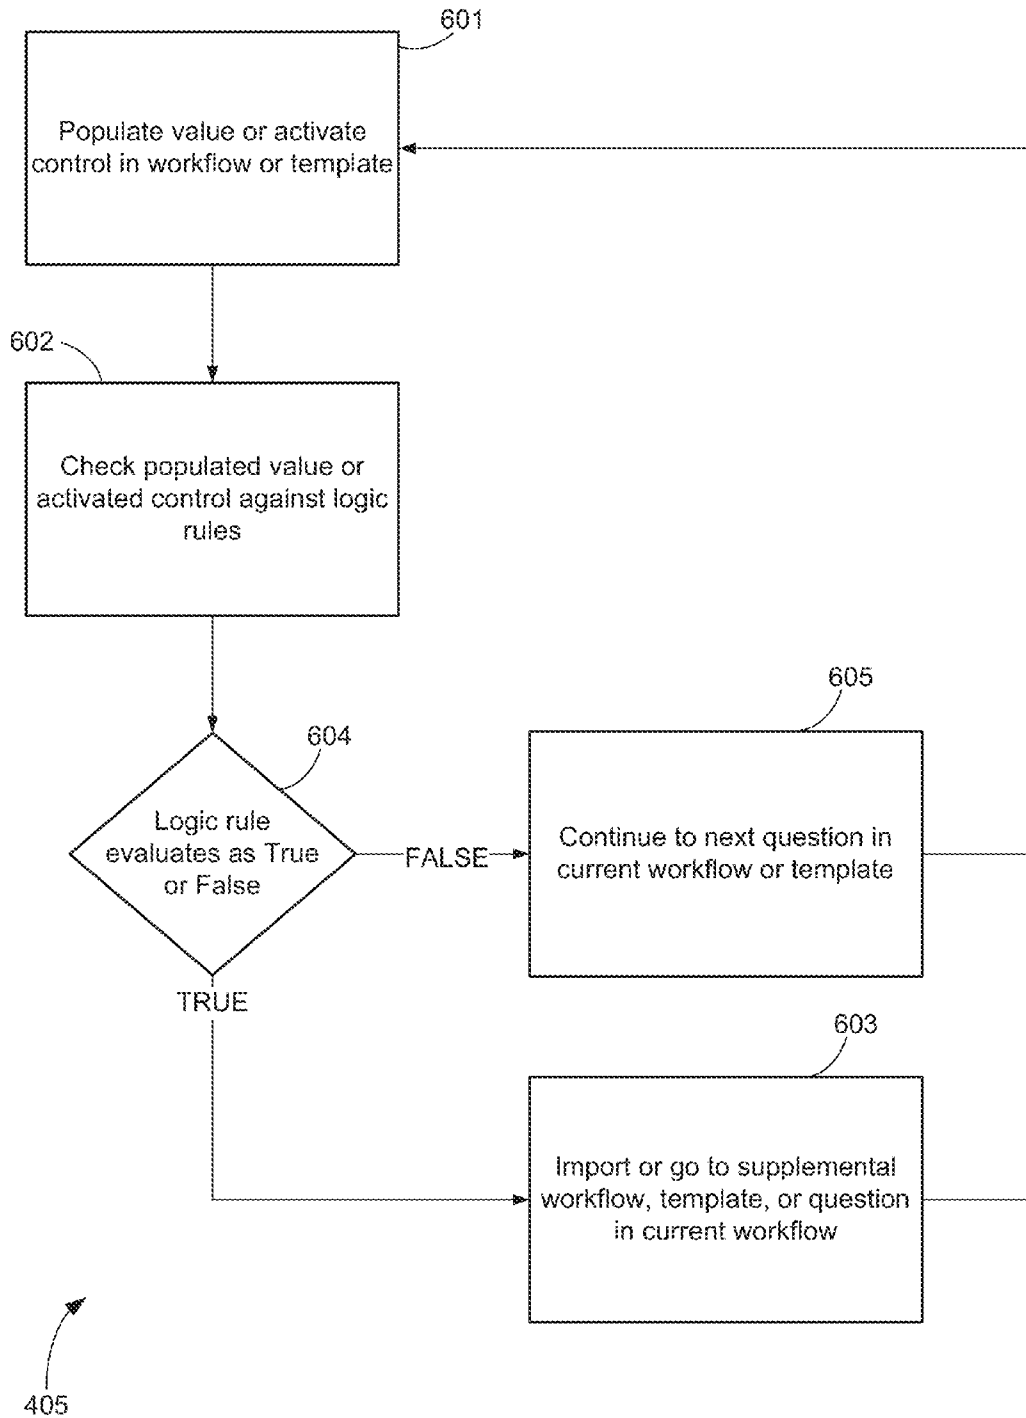 601
Populate value or activate
control in workflow or template
602
Check populated value or
activated control against logic
rules
604
Logic rule
evaluates as True
or False
FALSE
605
Continue to next question in
current workflow or template
TRUE
603
Import or go to supplemental
workflow, template, or question
in current workflow
405